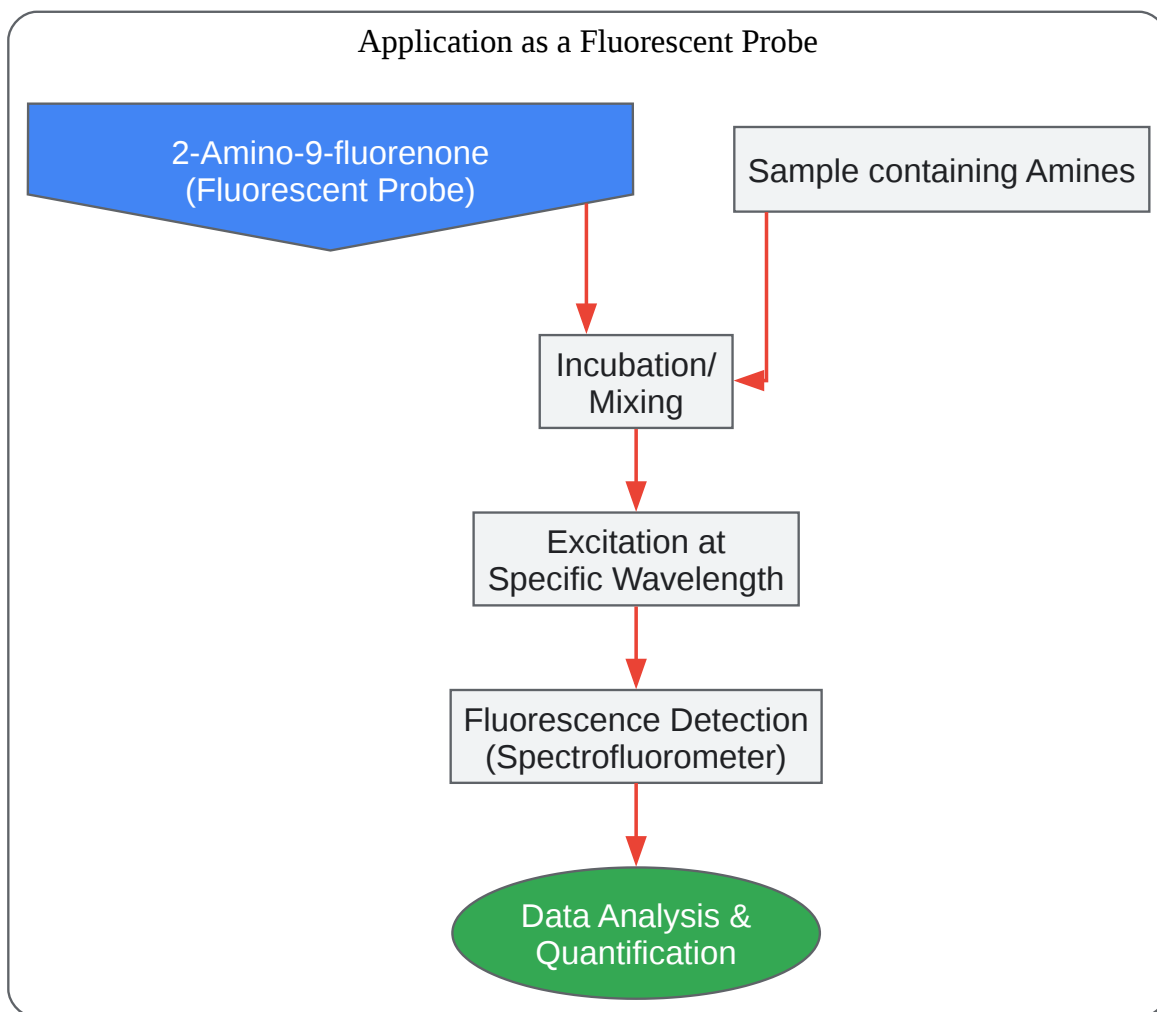 Application as a Fluorescent Probe
2-Amino-9-fluorenone
(Fluorescent Probe)
Sample containing Amines
Incubation/
Mixing
Excitation at
Specific Wavelength
Fluorescence Detection
(Spectrofluorometer)
Data Analysis &
Quantification